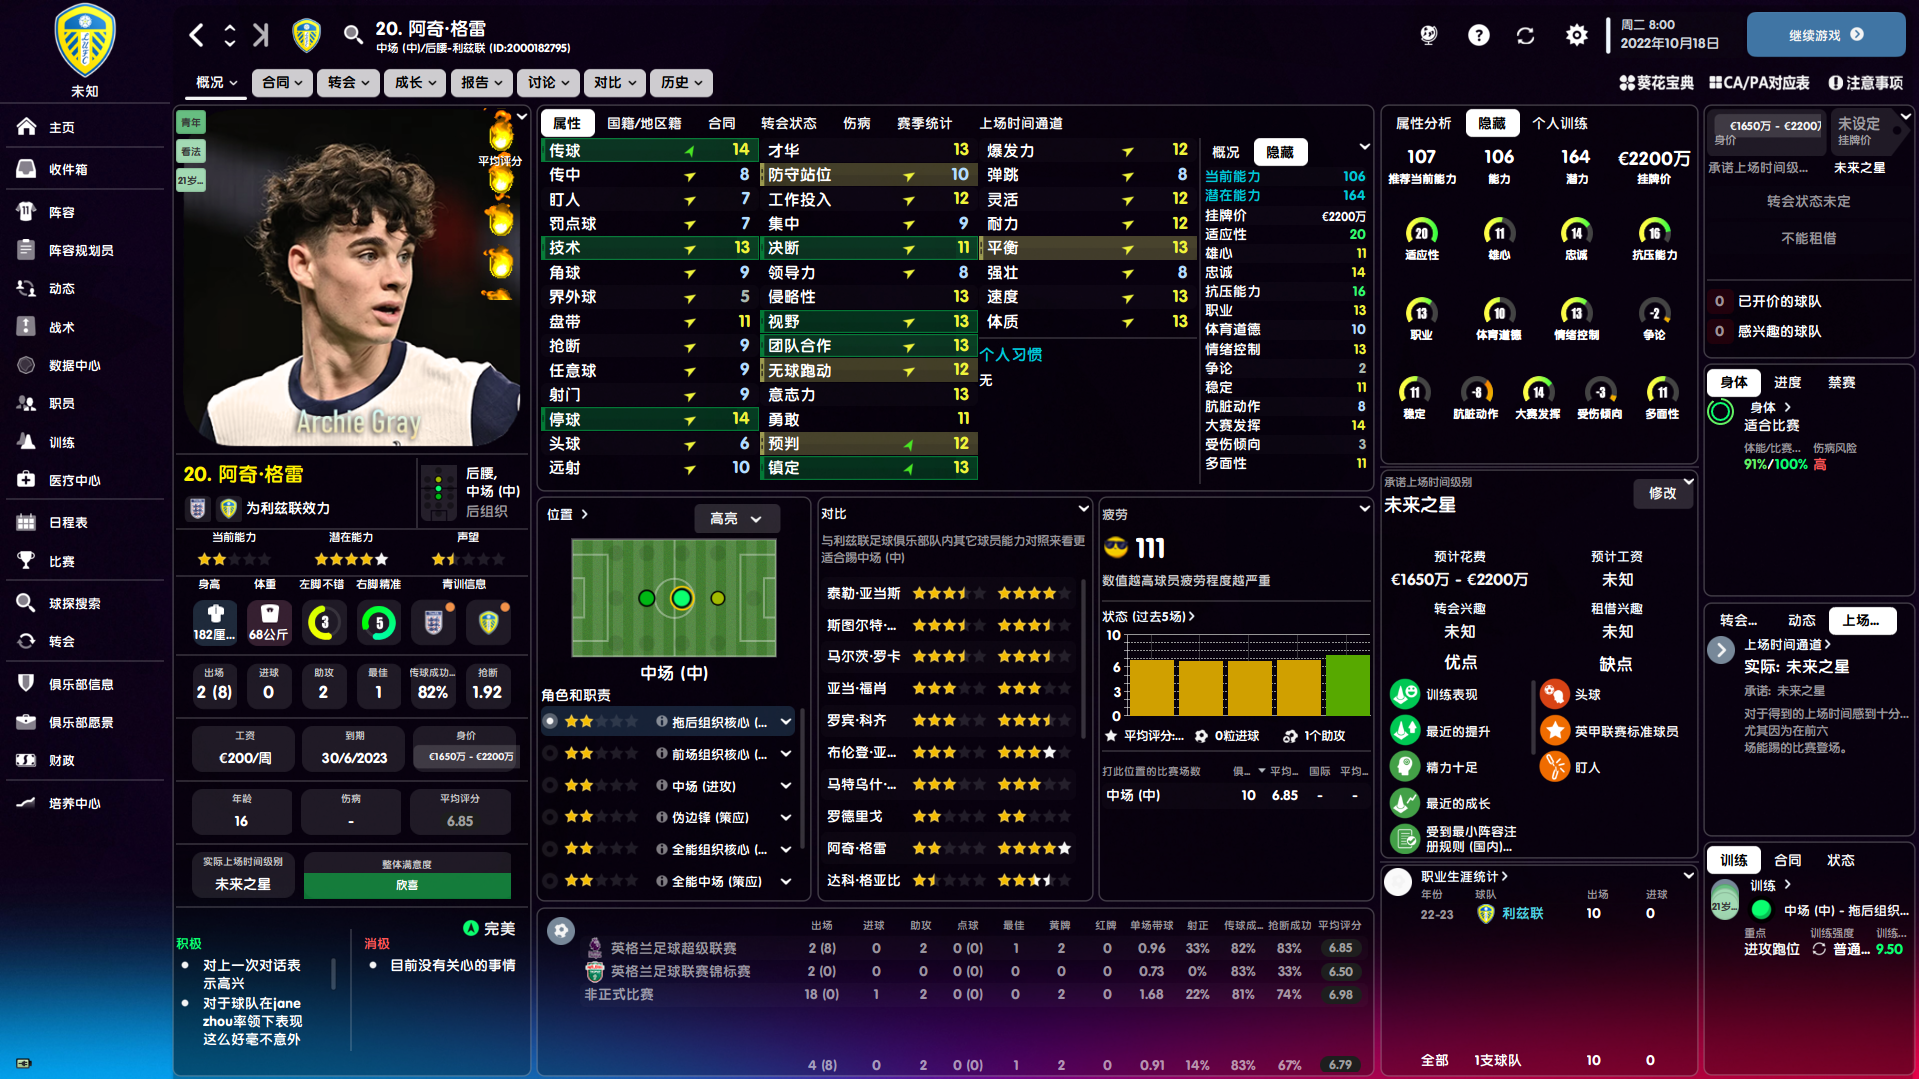 20. 阿奇·格雷
中场 (中)/后腰-利兹联 (ID:2000182795)
周二 8:00
2022年10月18日
继续游戏
未知
概况
合同
转会
成长
报告
讨论
对比
历史
葵花宝典
CA/PA对应表
注意事项
主页
收件箱
阵容
阵容规划员
动态
战术
数据中心
职员
训练
医疗中心
日程表
比赛
球探搜索
转会
俱乐部信息
俱乐部愿景
财政
培养中心
青年
看法
21岁...
平均评分
Archie Gray
20. 阿奇·格雷
为利兹联效力
后腰,
中场 (中)
后组织
当前能力 潜在能力 声望
身高 体重 左脚不错 右脚精准 青训信息
182厘... 68公斤 3 5
出场 进球 助攻 最佳 传球成功... 抢断
2 (8) 0 2 1 82% 1.92
工资 到期 身价
€200/周 30/6/2023 €1650万 - €2200万
年龄 伤病 平均评分
16 - 6.85
实际上场时间级别 整体满意度
未来之星 欣喜
完美
积极
对上一次对话表
示高兴
对于球队在jane
zhou率领下表现
这么好毫不意外
消极
目前没有关心的事情
属性 国籍/地区籍 合同 转会状态 伤病 赛季统计 上场时间通道
传球 14 才华 13 爆发力 12
传中 8 防守站位 10 弹跳 8
盯人 7 工作投入 12 灵活 12
罚点球 7 集中 9 耐力 12
技术 13 决断 11 平衡 13
角球 9 领导力 8 强壮 8
界外球 5 侵略性 13 速度 13
盘带 11 视野 13 体质 13
抢断 9 团队合作 13
任意球 9 无球跑动 12
射门 9 意志力 13
停球 14 勇敢 11
头球 6 预判 12
远射 10 镇定 13
个人习惯
无
概况 隐藏
当前能力 106
潜在能力 164
挂牌价 €2200万
适应性 20
雄心 11
忠诚 14
抗压能力 16
职业 13
体育道德 10
情绪控制 13
争论 2
稳定 11
肮脏动作 8
大赛发挥 14
受伤倾向 3
多面性 11
位置
高亮
中场 (中)
角色和职责
拖后组织核心 (...
前场组织核心 (...
中场 (进攻)
伪边锋 (策应)
全能组织核心 (...
全能中场 (策应)
对比
与利兹联足球俱乐部队内其它球员能力对照来看更
适合踢中场 (中)
泰勒·亚当斯
斯图尔特·...
马尔茨·罗卡
亚当·福肖
罗宾·科齐
布伦登·亚...
马特乌什·...
罗德里戈
阿奇·格雷
达科·格亚比
疲劳
111
数值越高球员疲劳程度越严重
状态 (过去5场)
10
6
3
0
平均评分:... 0粒进球 1个助攻
打此位置的比赛场数 俱... 平均... 国际 平均...
中场 (中) 10 6.85 - -
出场 进球 助攻 点球 最佳 黄牌 红牌 单场带球 射正 传球成... 抢断成功 平均评分
英格兰足球超级联赛 2 (8) 0 2 0 (0) 1 2 0 0.96 33% 82% 83% 6.85
英格兰足球联赛锦标赛 2 (0) 0 0 0 (0) 0 0 0 0.73 0% 83% 33% 6.50
非正式比赛 18 (0) 1 2 0 (0) 0 2 0 1.68 22% 81% 74% 6.98
4 (8) 0 2 0 (0) 1 2 0 0.91 14% 83% 67% 6.79
属性分析 隐藏 个人训练
107 106 164 €2200万
推荐当前能力 能力 潜力 挂牌价
20 11 14 16
适应性 雄心 忠诚 抗压能力
13 10 13 -2
职业 体育道德 情绪控制 争论
11 -8 14 -3 11
稳定 肮脏动作 大赛发挥 受伤倾向 多面性
承诺上场时间级别
未来之星
修改
预计花费 预计工资
€1650万 - €2200万 未知
转会兴趣 租借兴趣
未知 未知
优点 缺点
训练表现 头球
最近的提升 英甲联赛标准球员
精力十足 盯人
最近的成长
受到最小阵容注
册规则 (国内)...
职业生涯统计
年份 球队 出场 进球
22-23 利兹联 10 0
全部 1支球队 10 0
€1650万 - €2200万
身价
未设定
挂牌价
承诺上场时间级... 未来之星
转会状态未定
不能租借
0 已开价的球队
0 感兴趣的球队
身体 进度 禁赛
身体
适合比赛
体能/比赛... 伤病风险
91%/100% 高
转会... 动态 上场...
上场时间通道
实际: 未来之星
承诺: 未来之星
对于得到的上场时间感到十分...
尤其因为在前六
场能踢的比赛登场。
训练 合同 状态
训练
21岁...
中场 (中) - 拖后组织...
重点 训练强度 训练...
进攻跑位 普通... 9.50